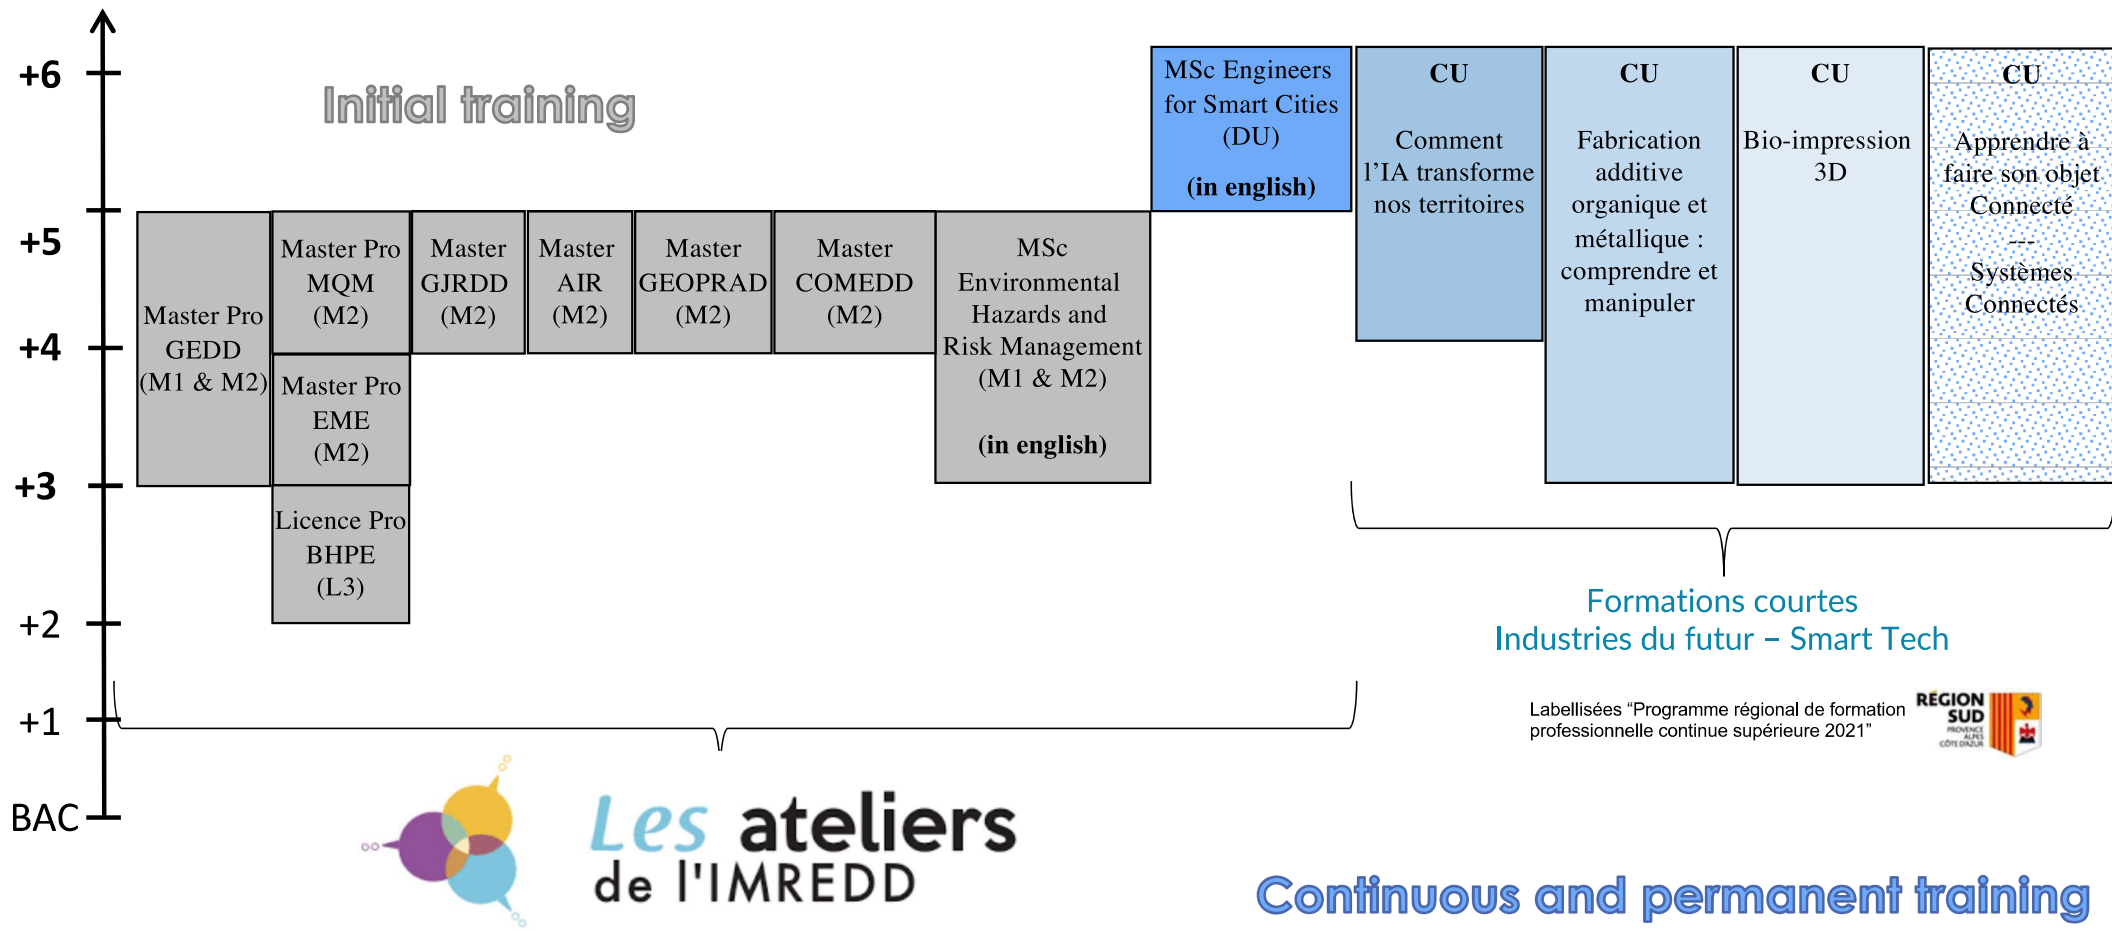 +6
+5
+4
+3
+2
+1
BAC
Initial training
Master Pro
GEDD
(M1 & M2)
Master Pro
MQM
(M2)
Master Pro
EME
(M2)
Licence Pro
BHPE
(L3)
Master
GJRDD
(M2)
Master
AIR
(M2)
Master
GEOPRAD
(M2)
Master
COMEDD
(M2)
MSc
Environmental
Hazards and
Risk Management
(M1 & M2)
(in english)
MSc Engineers
for Smart Cities
(DU)
(in english)
CU
Comment
l'IA transforme
nos territoires
CU
Fabrication
additive
organique et
métallique :
comprendre et
manipuler
CU
Bio-impression
3D
CU
Apprendre à
faire son objet
Connecté
---
Systèmes
Connectés
Formations courtes
Industries du futur – Smart Tech
Labellisées “Programme régional de formation
professionnelle continue supérieure 2021”
RÉGION
SUD
PROVENCE
ALPES
CÔTE D'AZUR
Les ateliers
de l'IMREDD
Continuous and permanent training